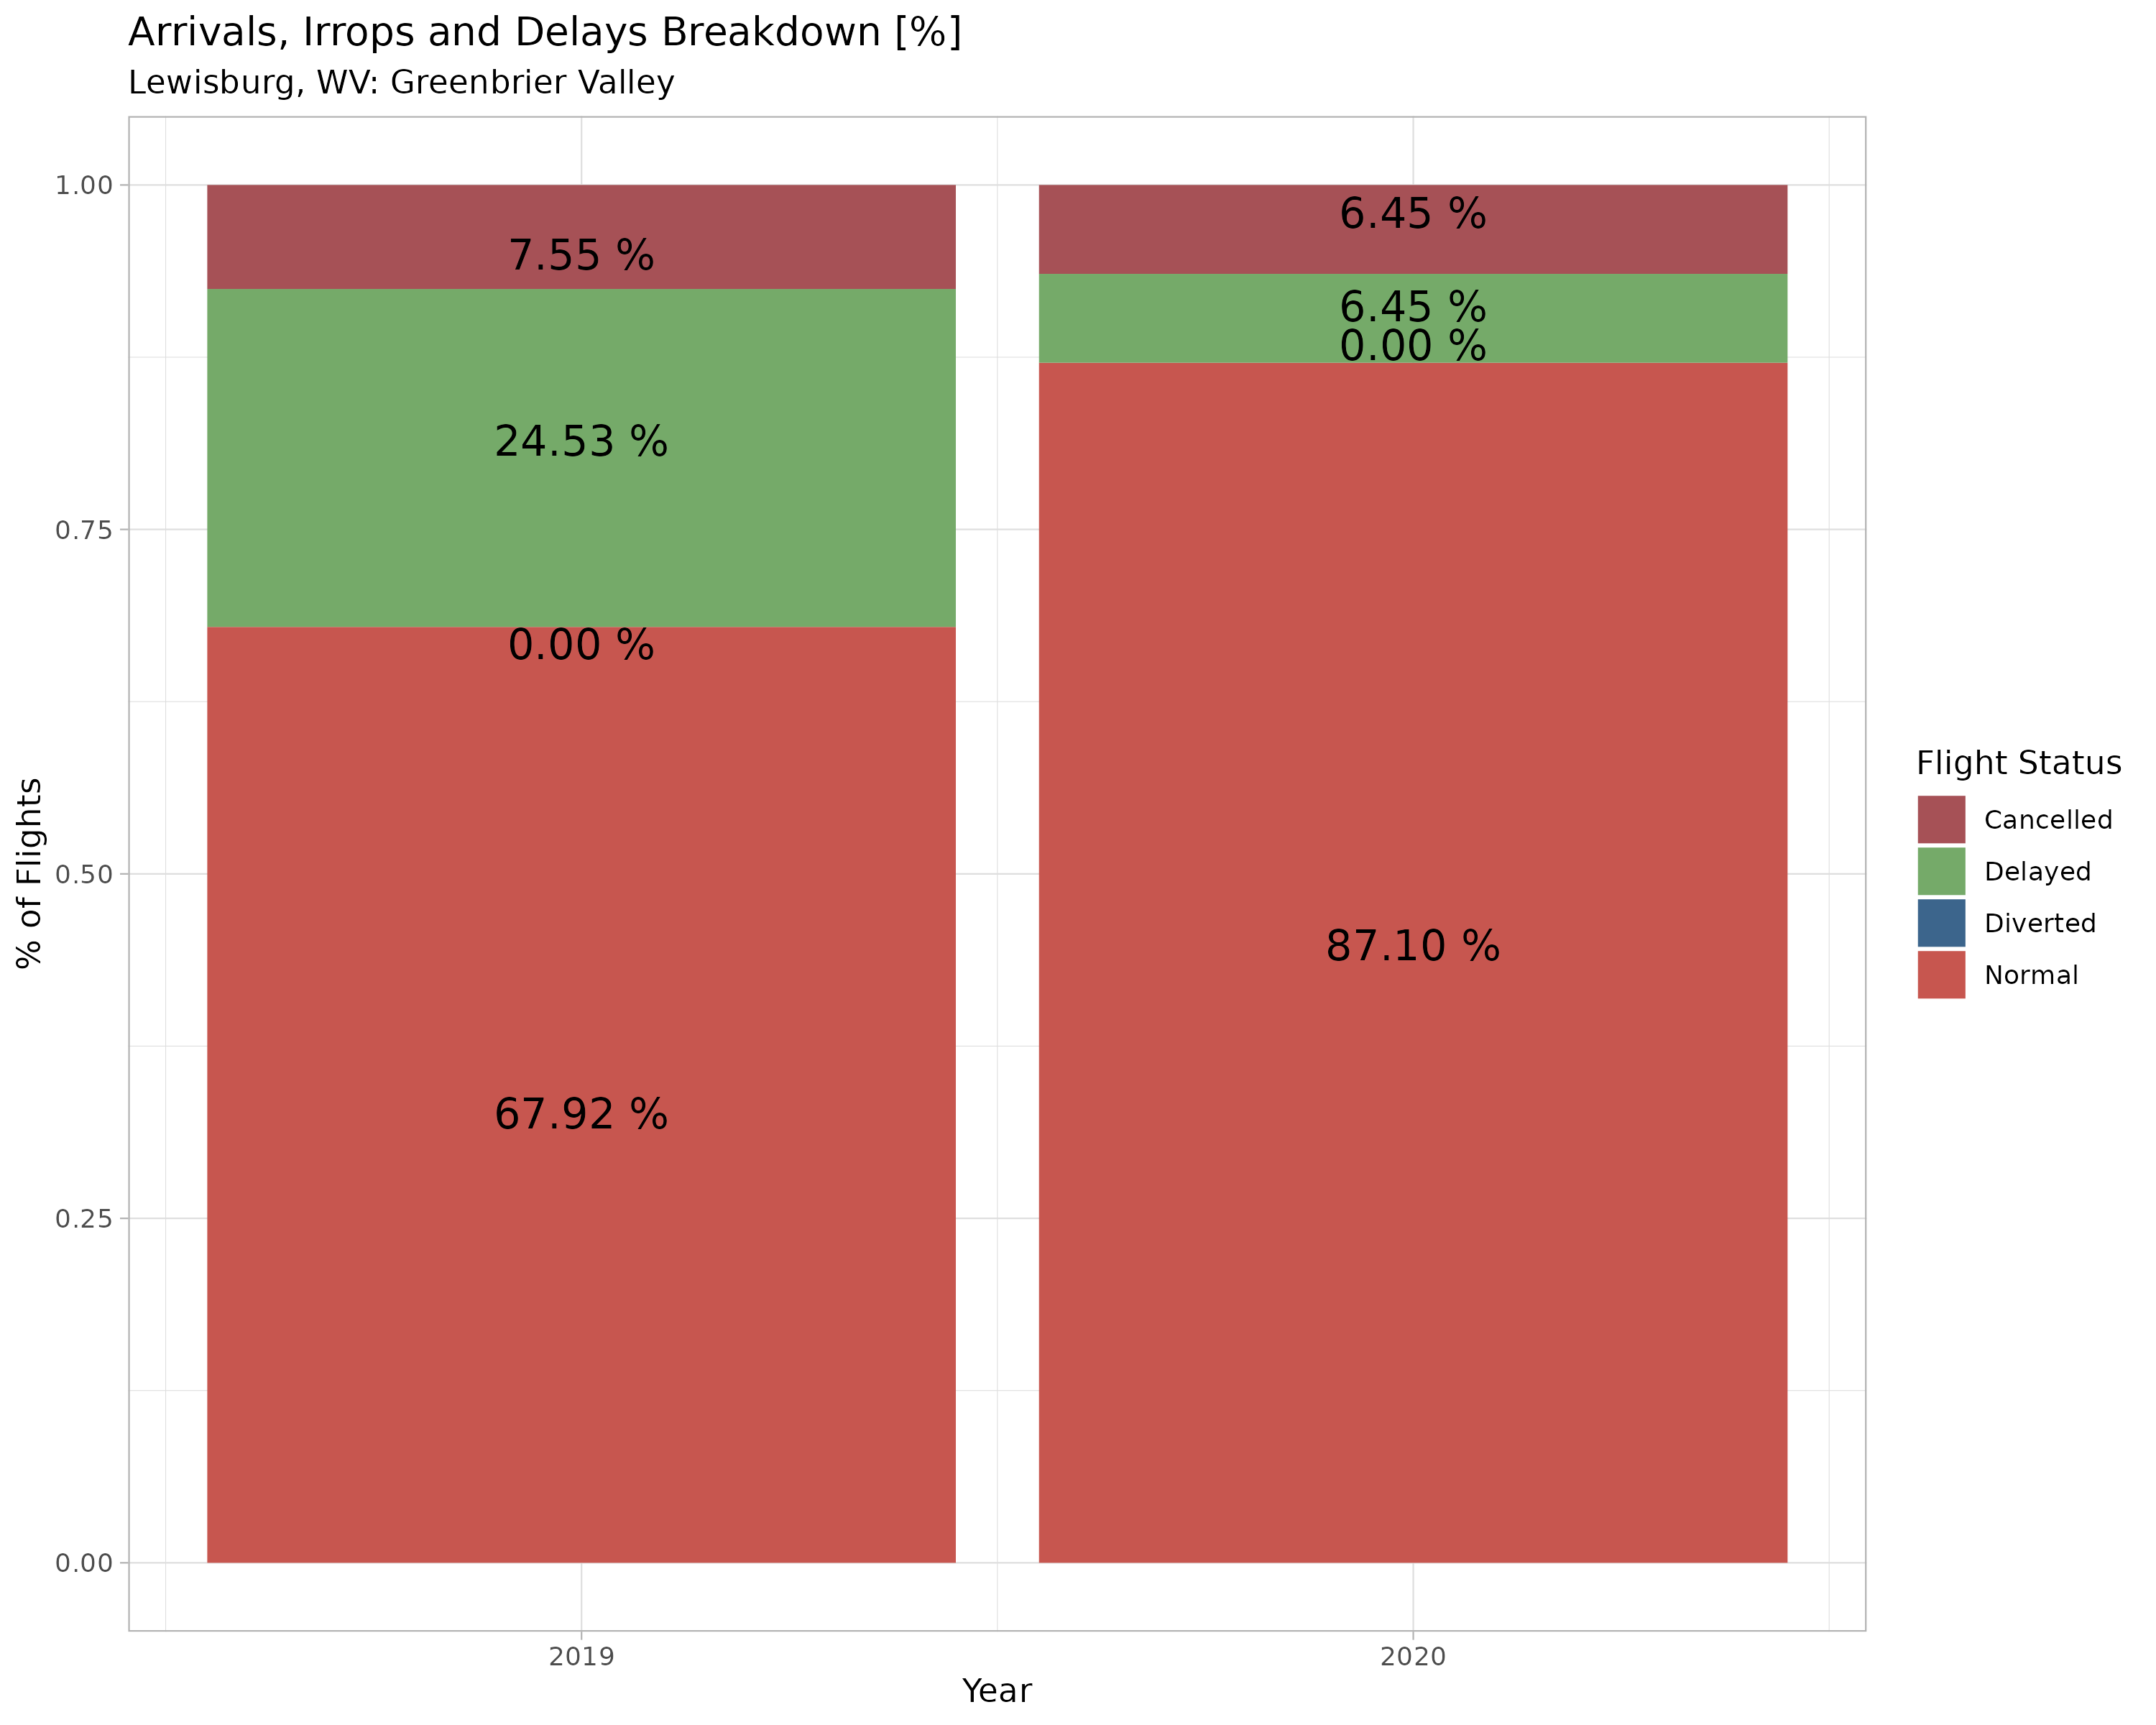 Arrivals, Irrops and Delays Breakdown [%]
Lewisburg, WV: Greenbrier Valley
% of Flights
1.00
0.75
0.50
0.25
0.00
7.55 %
24.53 %
0.00 %
67.92 %
6.45 %
6.45 %
0.00 %
87.10 %
2019
2020
Year
Flight Status
Cancelled
Delayed
Diverted
Normal